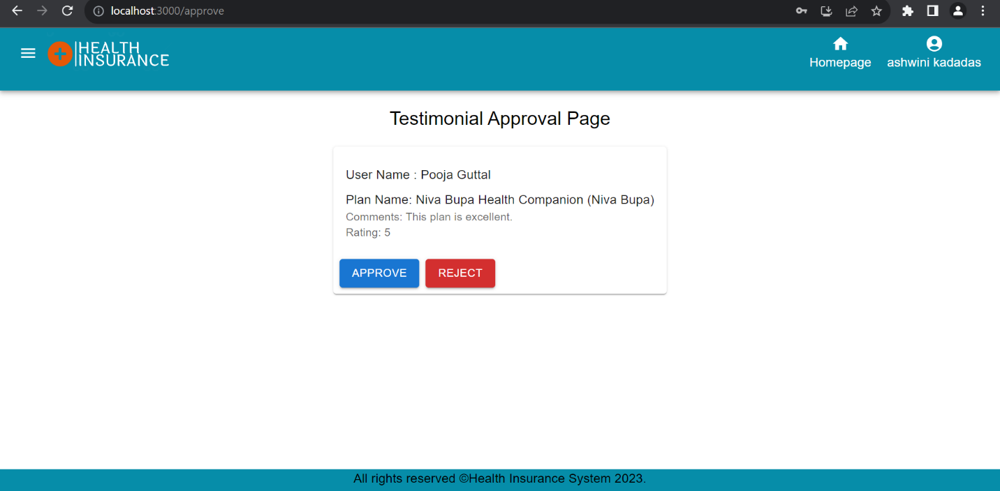 localhost:3000/approve
HEALTH
INSURANCE
Homepage
ashwini kadadas
Testimonial Approval Page
User Name : Pooja Guttal
Plan Name: Niva Bupa Health Companion (Niva Bupa)
Comments: This plan is excellent.
Rating: 5
APPROVE
REJECT
All rights reserved ©Health Insurance System 2023.